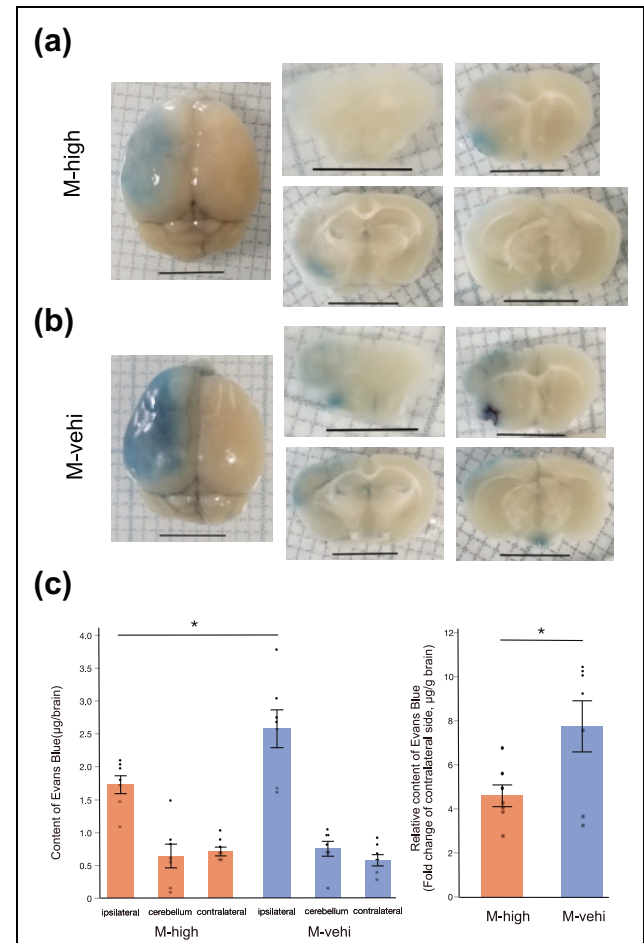 (a)
M-high
(b)
M-vehi
(c)
Content of Evans Blue(µg/brain)
4.0
3.5
3.0
2.5
2.0
1.5
1.0
0.5
0
*
ipsilateral cerebellum contralateral ipsilateral cerebellum contralateral
M-high M-vehi
Relative content of Evans Blue
(Fold change of contralateral side, µg/g brain)
12
10
8
6
4
2
0
*
M-high M-vehi